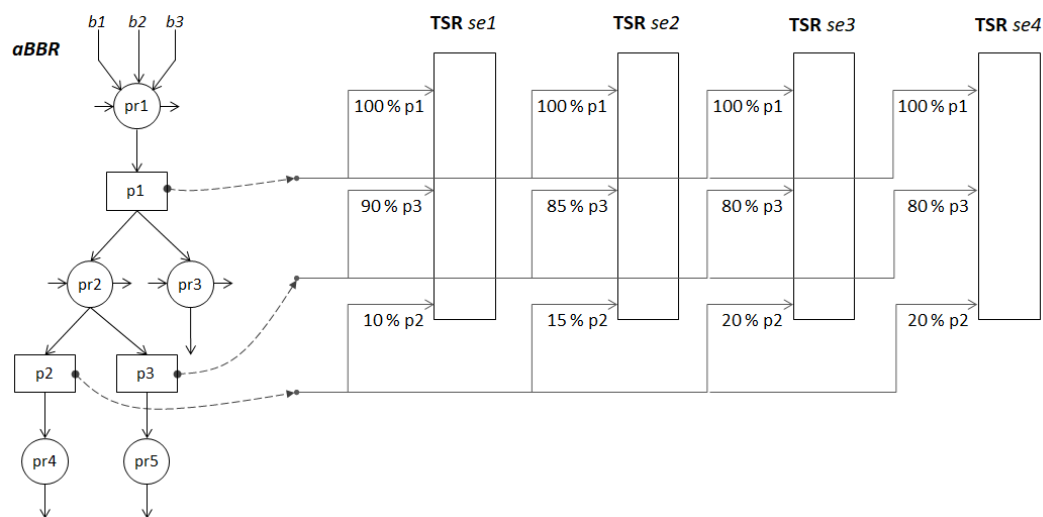 b1 b2 b3
aBBR
TSR se1 TSR se2 TSR se3 TSR se4
pr1
100 % p1 100 % p1 100 % p1 100 % p1
p1
90 % p3 85 % p3 80 % p3 80 % p3
pr2 pr3
10 % p2 15 % p2 20 % p2 20 % p2
p2 p3
pr4 pr5